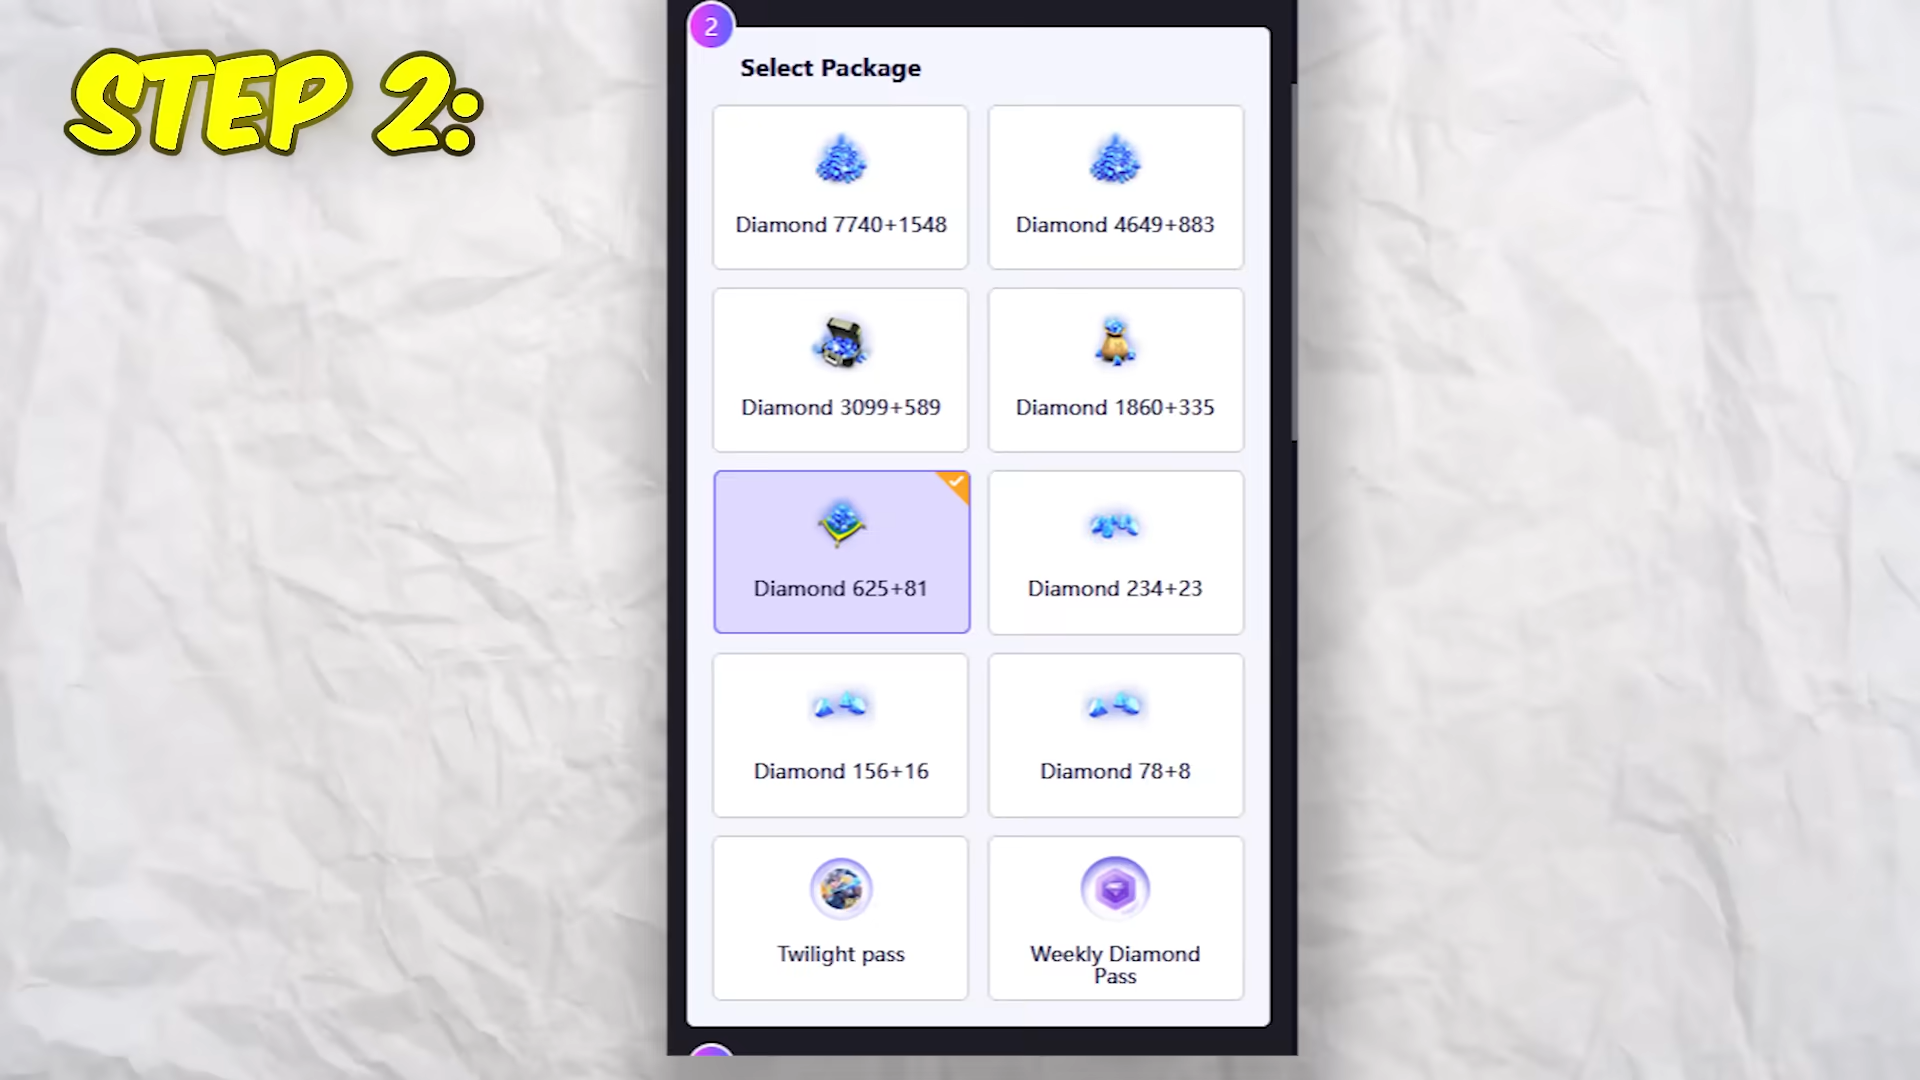 STEP 2:
2
Select Package
Diamond 7740+1548
Diamond 4649+883
Diamond 3099+589
Diamond 1860+335
Diamond 625+81
Diamond 234+23
Diamond 156+16
Diamond 78+8
Twilight pass
Weekly Diamond
Pass